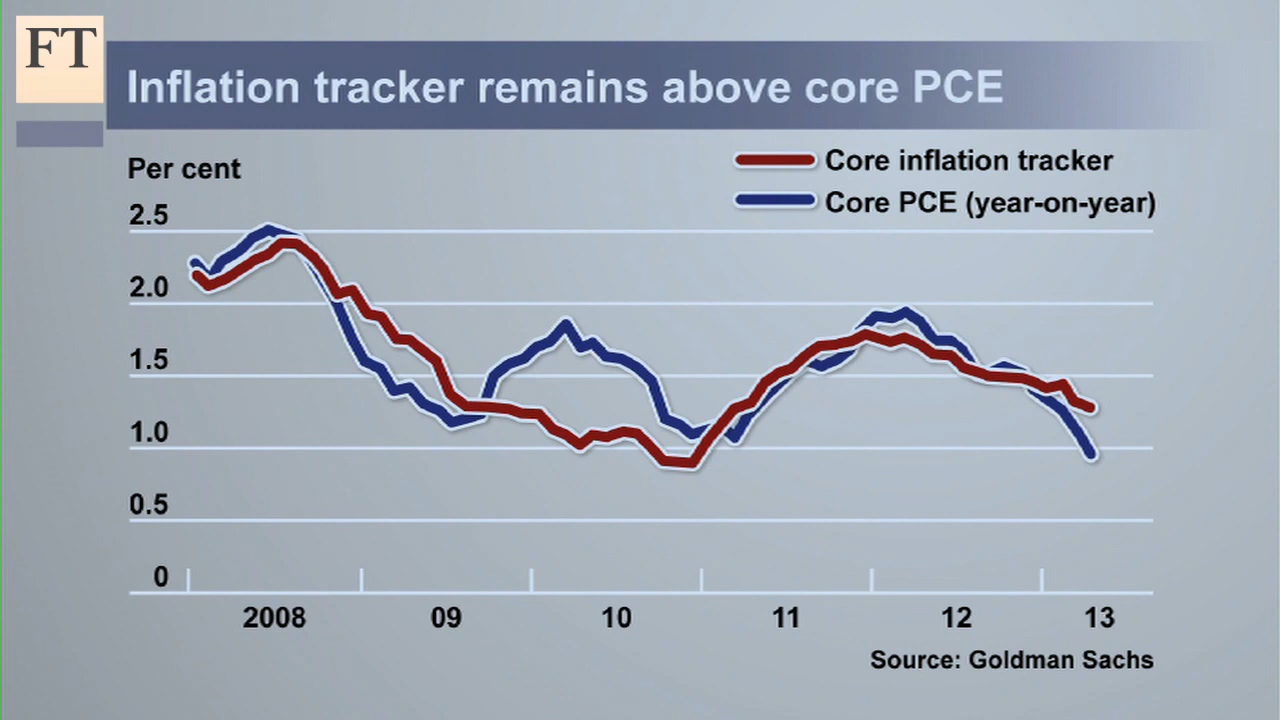 FT
Inflation tracker remains above core PCE
Per cent
Core inflation tracker
Core PCE (year-on-year)
2.5
2.0
1.5
1.0
0.5
0
2008 09 10 11 12 13
Source: Goldman Sachs